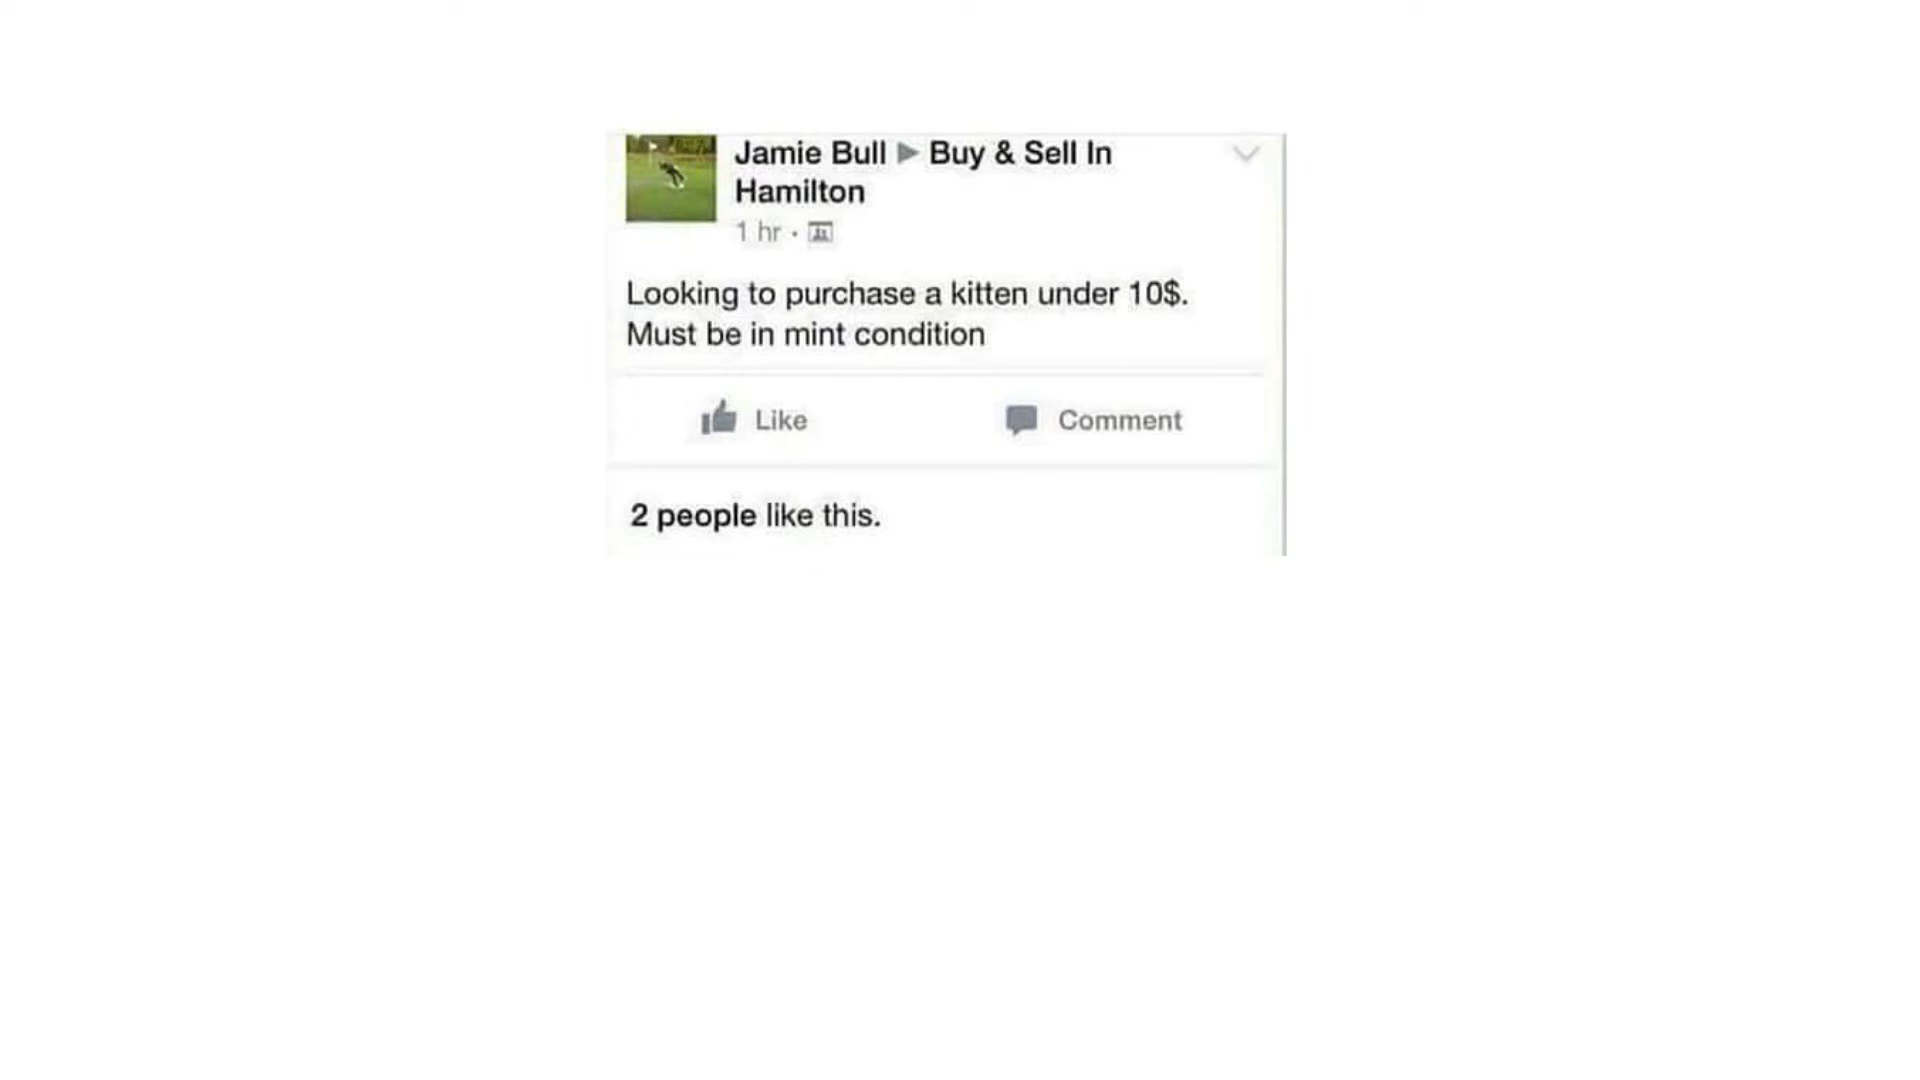 Jamie Bull ▶ Buy & Sell In
Hamilton
1 hr ·
Looking to purchase a kitten under 10$.
Must be in mint condition
Like Comment
2 people like this.